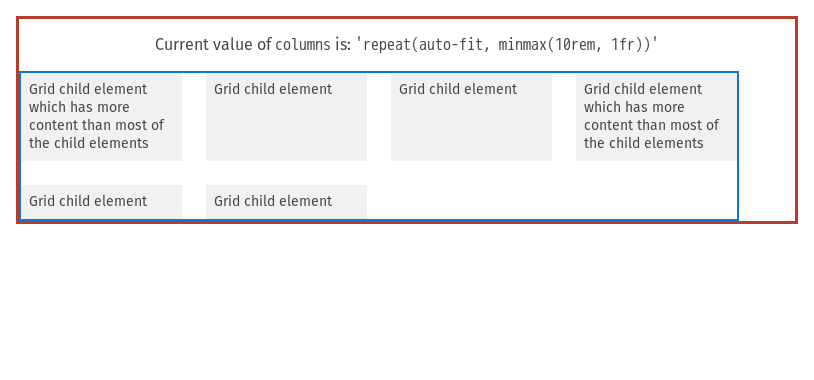 Current value of columns is: 'repeat(auto-fit, minmax(10rem, 1fr))'
Grid child element
which has more
content than most of
the child elements
Grid child element
Grid child element
Grid child element
which has more
content than most of
the child elements
Grid child element
Grid child element